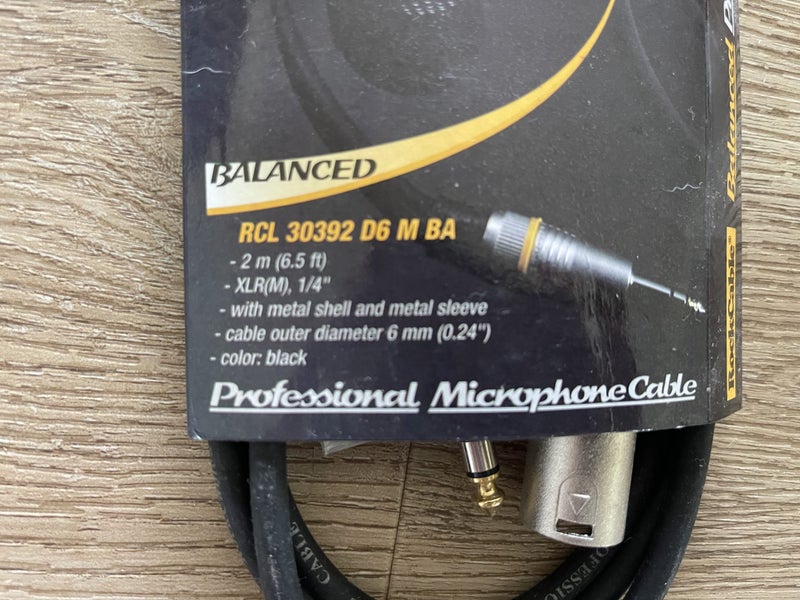 BALANCED
RCL 30392 D6 M BA
- 2 m (6.5 ft)
- XLR(M), 1/4"
- with metal shell and metal sleeve
- cable outer diameter 6 mm (0.24")
- color: black
Professional Microphone Cable
RockCable®
Balanced
CABLE